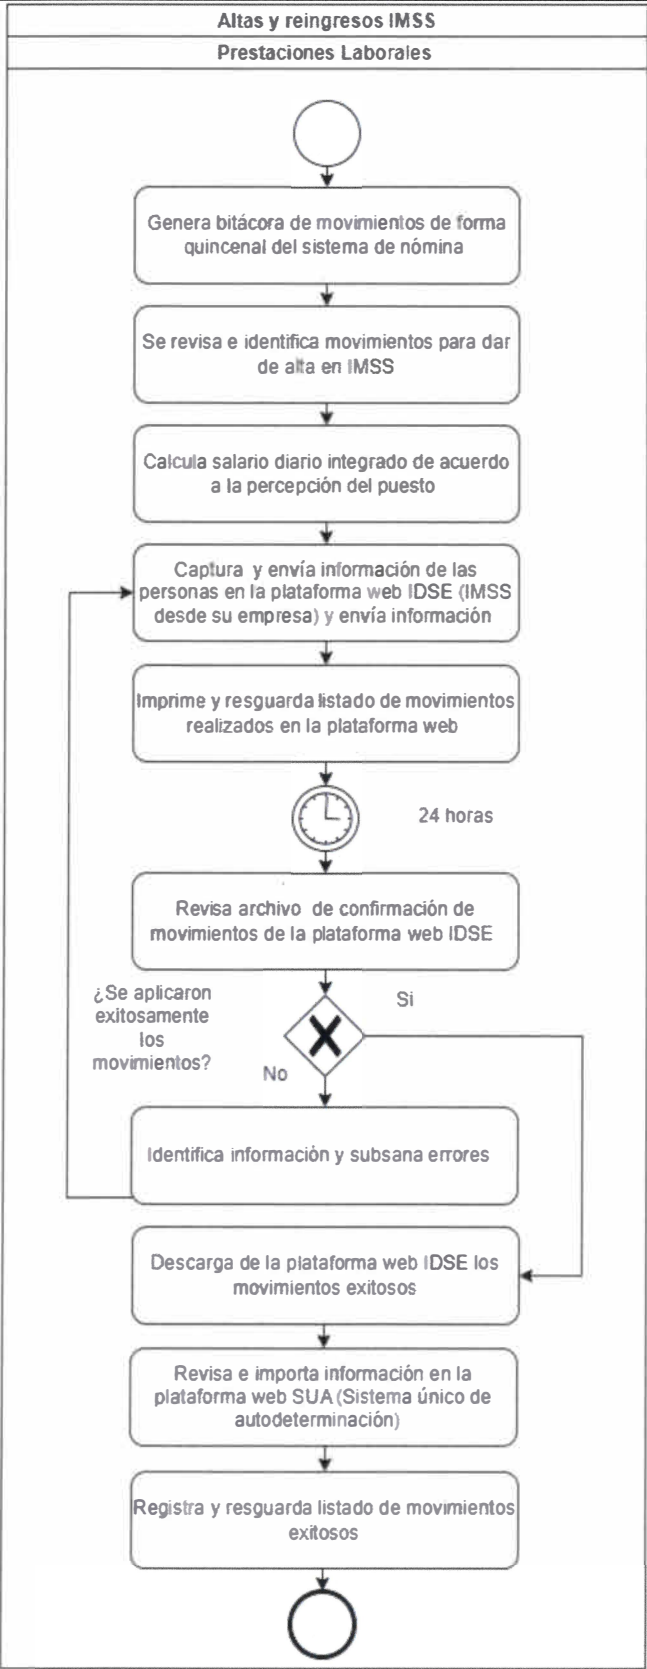 Altas y reingresos IMSS
Prestaciones Laborales
Genera bitácora de movimientos de forma
quincenal del sistema de nómina
Se revisa e identifica movimientos para dar
de alta en IMSS
Calcula salario diario integrado de acuerdo
a la percepción del puesto
Captura y envía información de las
personas en la plataforma web IDSE (IMSS
desde su empresa) y envía información
Imprime y resguarda listado de movimientos
realizados en la plataforma web
24 horas
Revisa archivo de confirmación de
movimientos de la plataforma web IDSE
¿Se aplicaron
exitosamente
los
movimientos?
Si
No
Identifica información y subsana errores
Descarga de la plataforma web IDSE los
movimientos exitosos
Revisa e importa información en la
plataforma web SUA (Sistema único de
autodeterminación)
Registra y resguarda listado de movimientos
exitosos